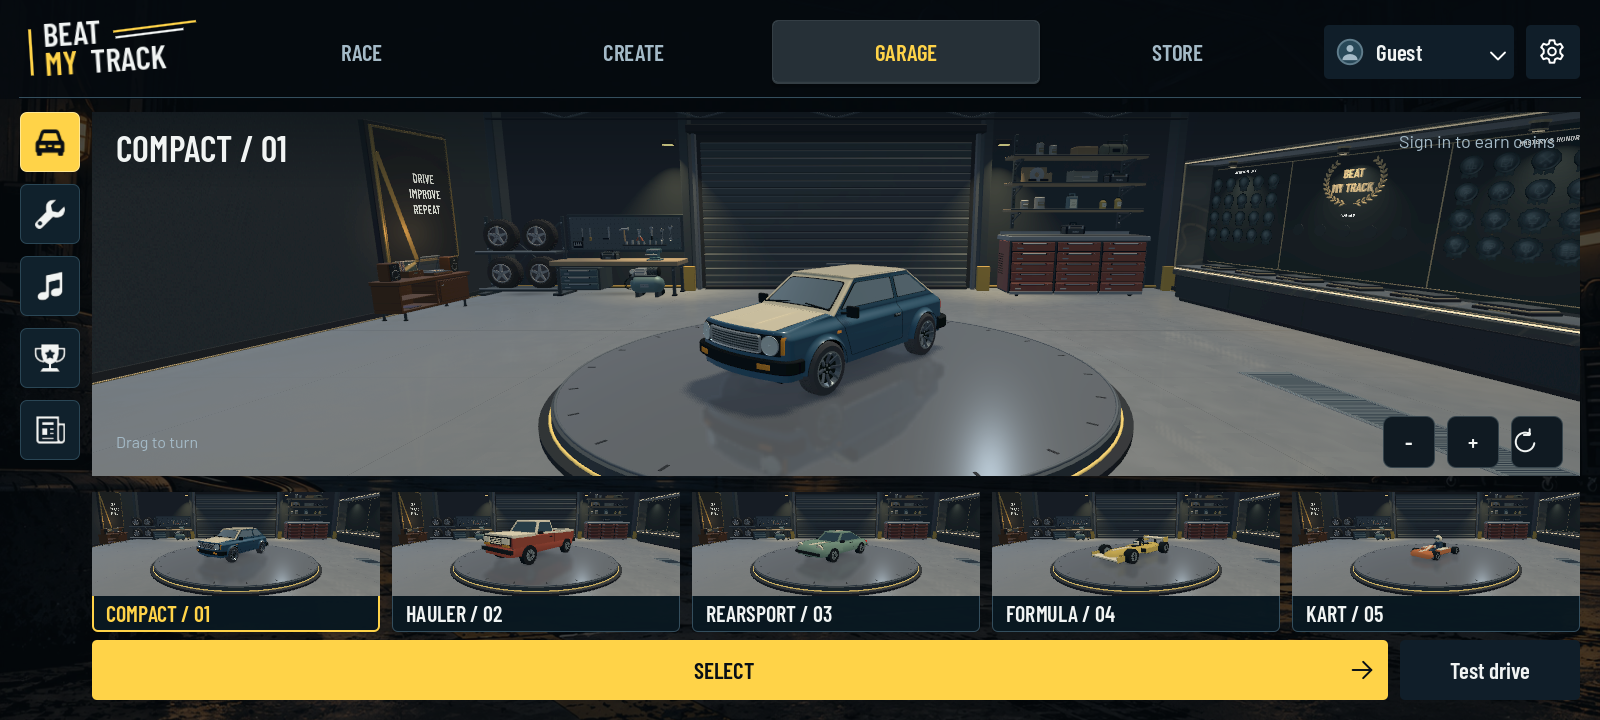 BEAT
MY TRACK
RACE
CREATE
GARAGE
STORE
Guest
COMPACT / 01
Sign in to earn coins
DRIVE
IMPROVE
REPEAT
BEAT
MY TRACK
Drag to turn
-
+
COMPACT / 01
HAULER / 02
REARSPORT / 03
FORMULA / 04
KART / 05
SELECT
Test drive